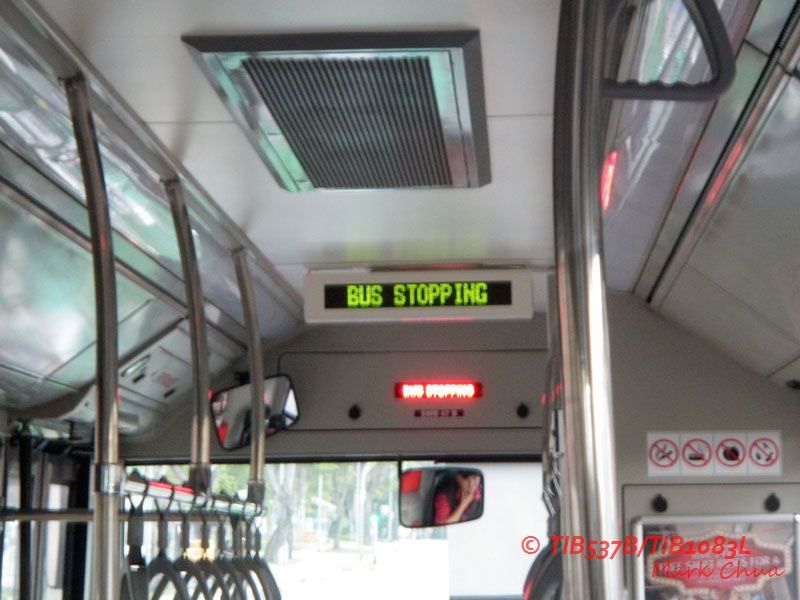 BUS STOPPING
BUS STOPPING
© TIB537B/TIB1083L
Mark Chua